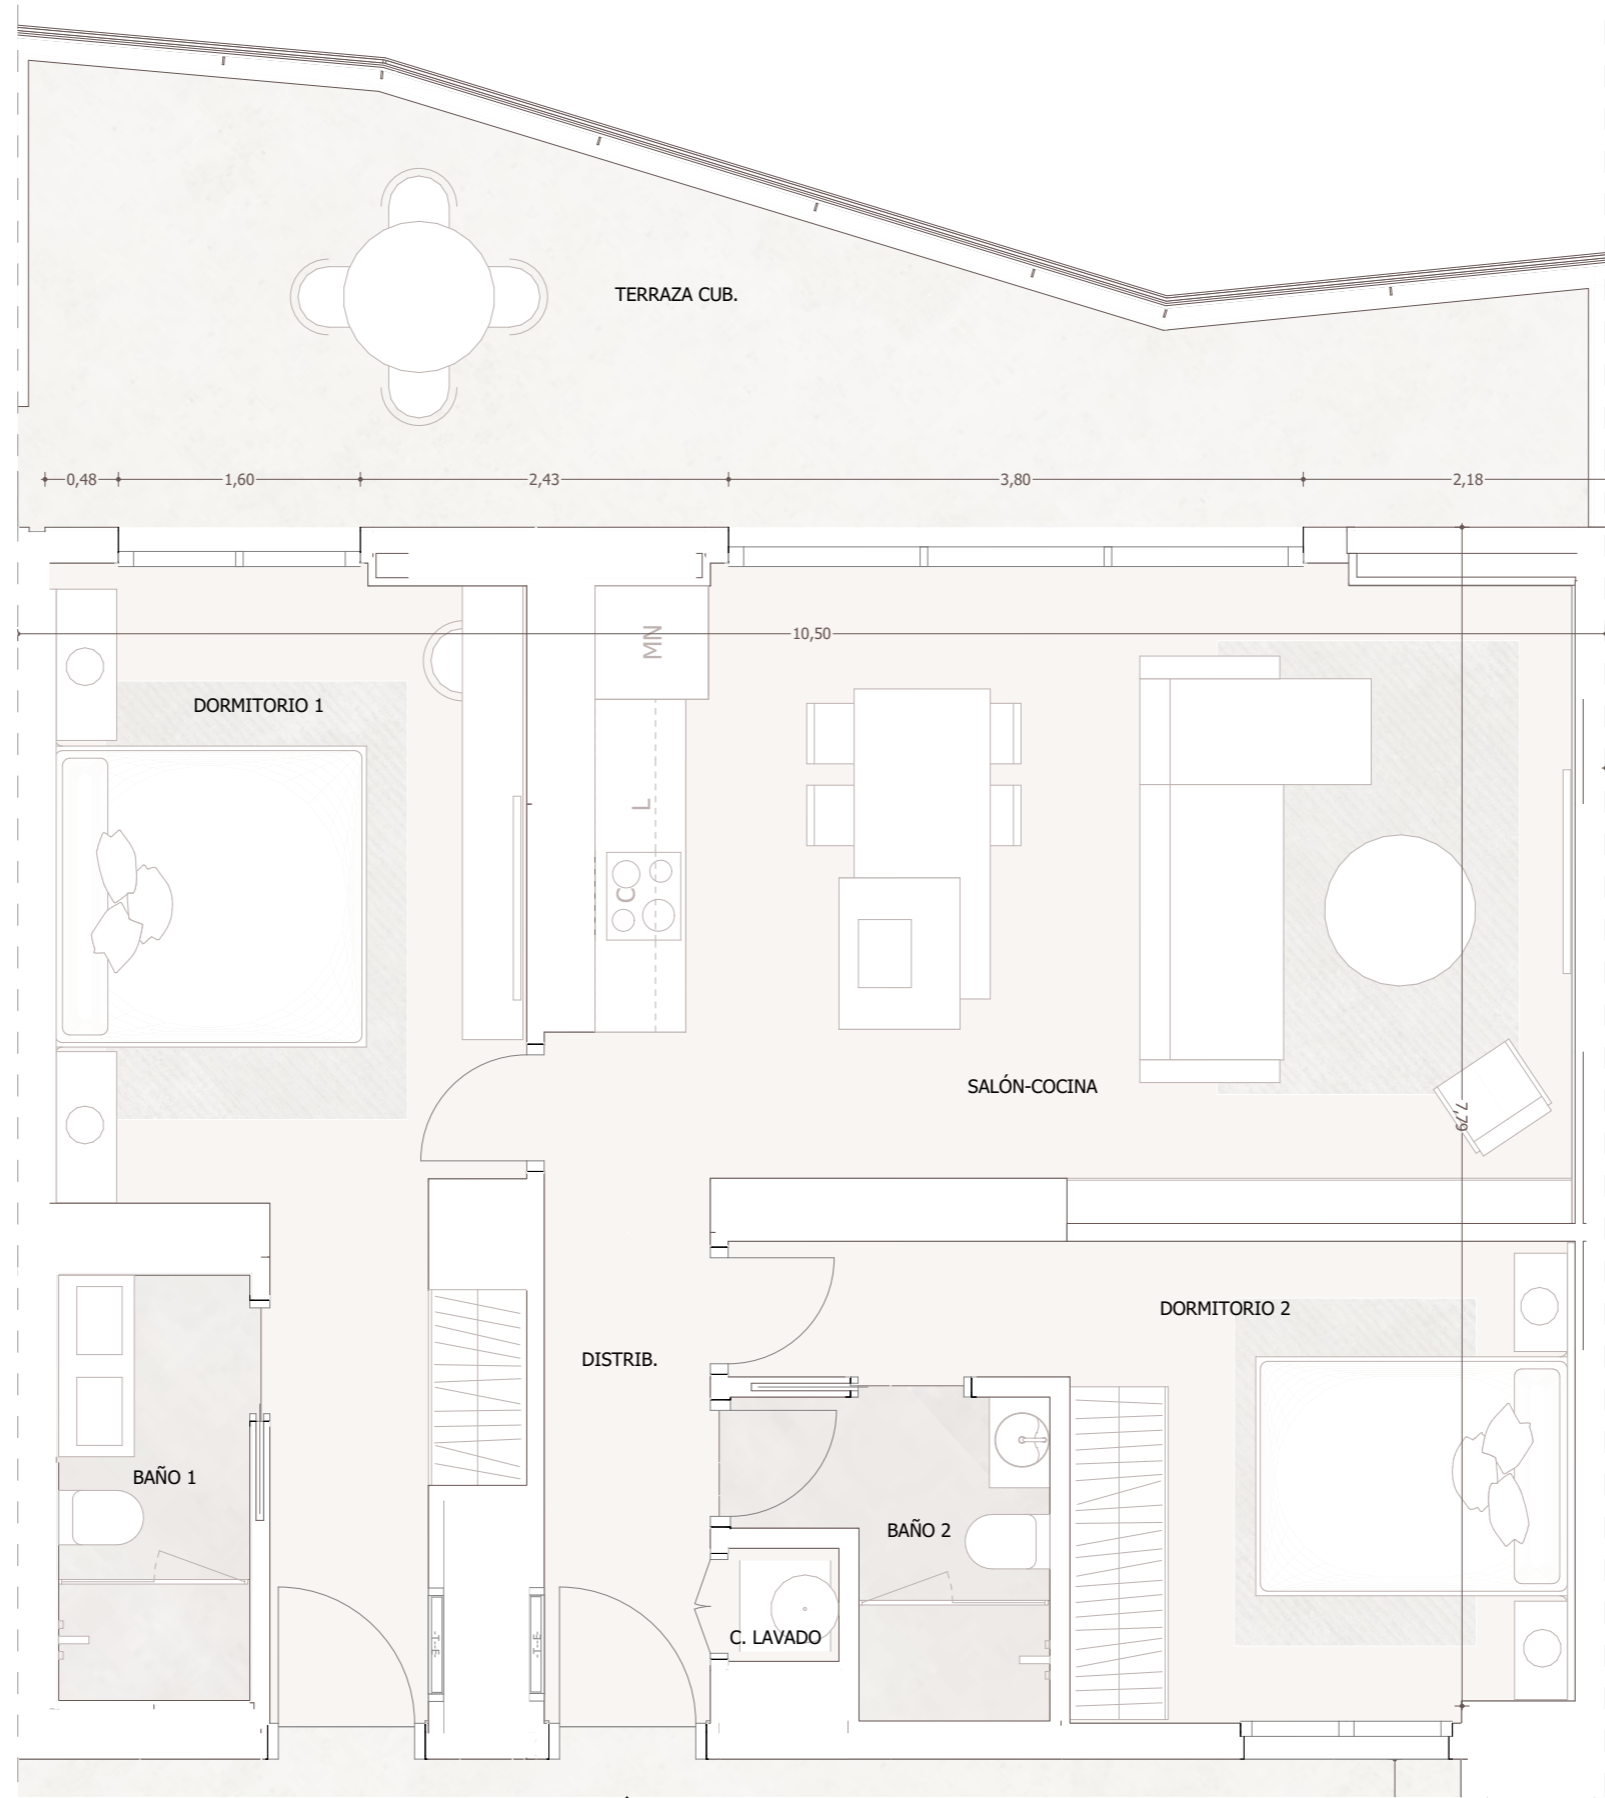 TERRAZA CUB.
0,48
1,60
2,43
3,80
2,18
10,50
MN
DORMITORIO 1
L
C
SALÓN-COCINA
7,79
DORMITORIO 2
DISTRIB.
BAÑO 1
BAÑO 2
C. LAVADO